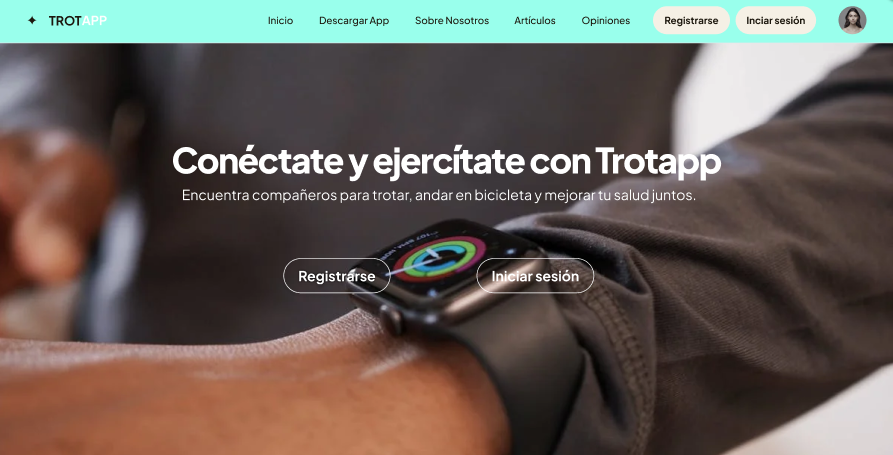 TROTAPP
Inicio
Descargar App
Sobre Nosotros
Artículos
Opiniones
Registrarse
Inciar sesión
Conéctate y ejercítate con Trotapp
Encuentra compañeros para trotar, andar en bicicleta y mejorar tu salud juntos.
Registrarse
Iniciar sesión